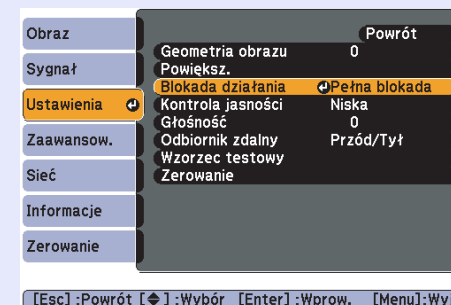 Obraz
Sygnał
Ustawienia
Zaawansow.
Sieć
Informacje
Zerowanie
Powrót
Geometria obrazu 0
Powiększ.
Blokada działania Pełna blokada
Kontrola jasności Niska
Głośność 0
Odbiornik zdalny Przód/Tył
Wzorzec testowy
Zerowanie
[Esc] :Powrót [◆] :Wybór [Enter] :Wprow. [Menu]:Wy